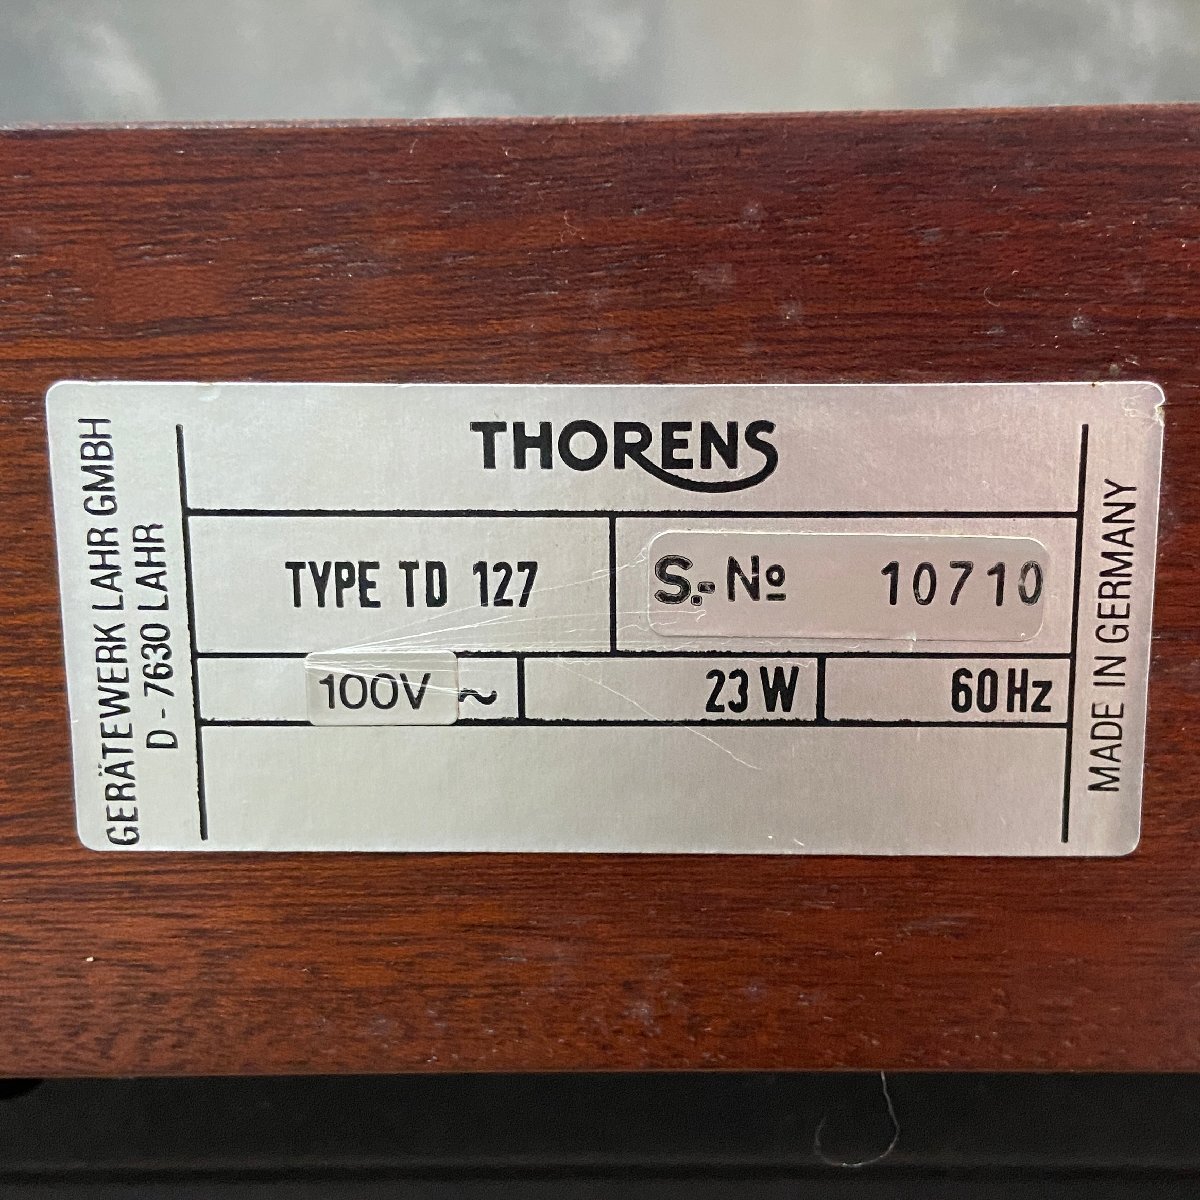 THORENS
GERÄTEWERK LAHR GMBH
D - 7630 LAHR
TYPE TD 127
S.-Nº 10710
100V ~
23 W
60 Hz
MADE IN GERMANY